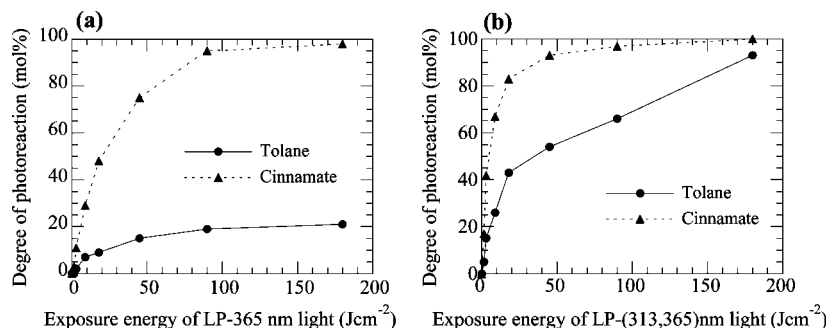 (a)
Degree of photoreaction (mol%)
100
80
60
40
20
0
Tolane
Cinnamate
0
50
100
150
200
Exposure energy of LP-365 nm light (Jcm-2)
(b)
Degree of photoreaction (mol%)
100
80
60
40
20
0
Tolane
Cinnamate
0
50
100
150
200
Exposure energy of LP-(313,365)nm light (Jcm-2)